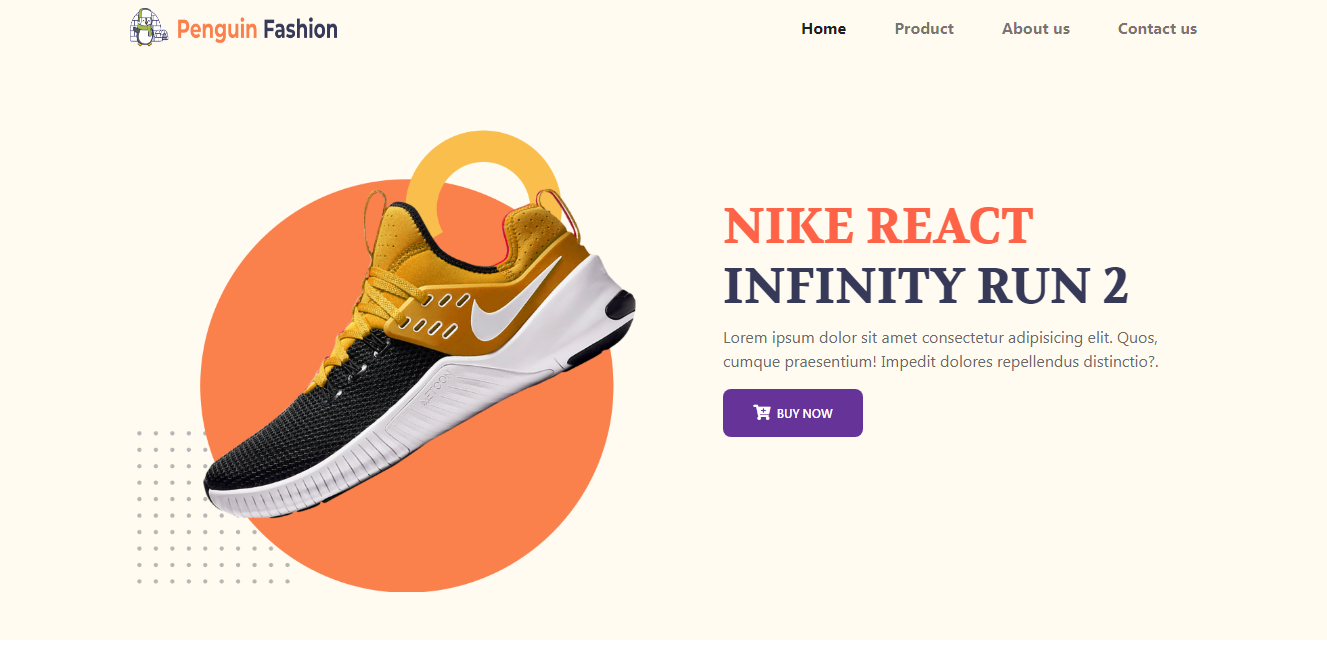 Penguin Fashion
Home Product About us Contact us
NIKE REACT
INFINITY RUN 2
Lorem ipsum dolor sit amet consectetur adipisicing elit. Quos,
cumque praesentium! Impedit dolores repellendus distinctio?.
BUY NOW